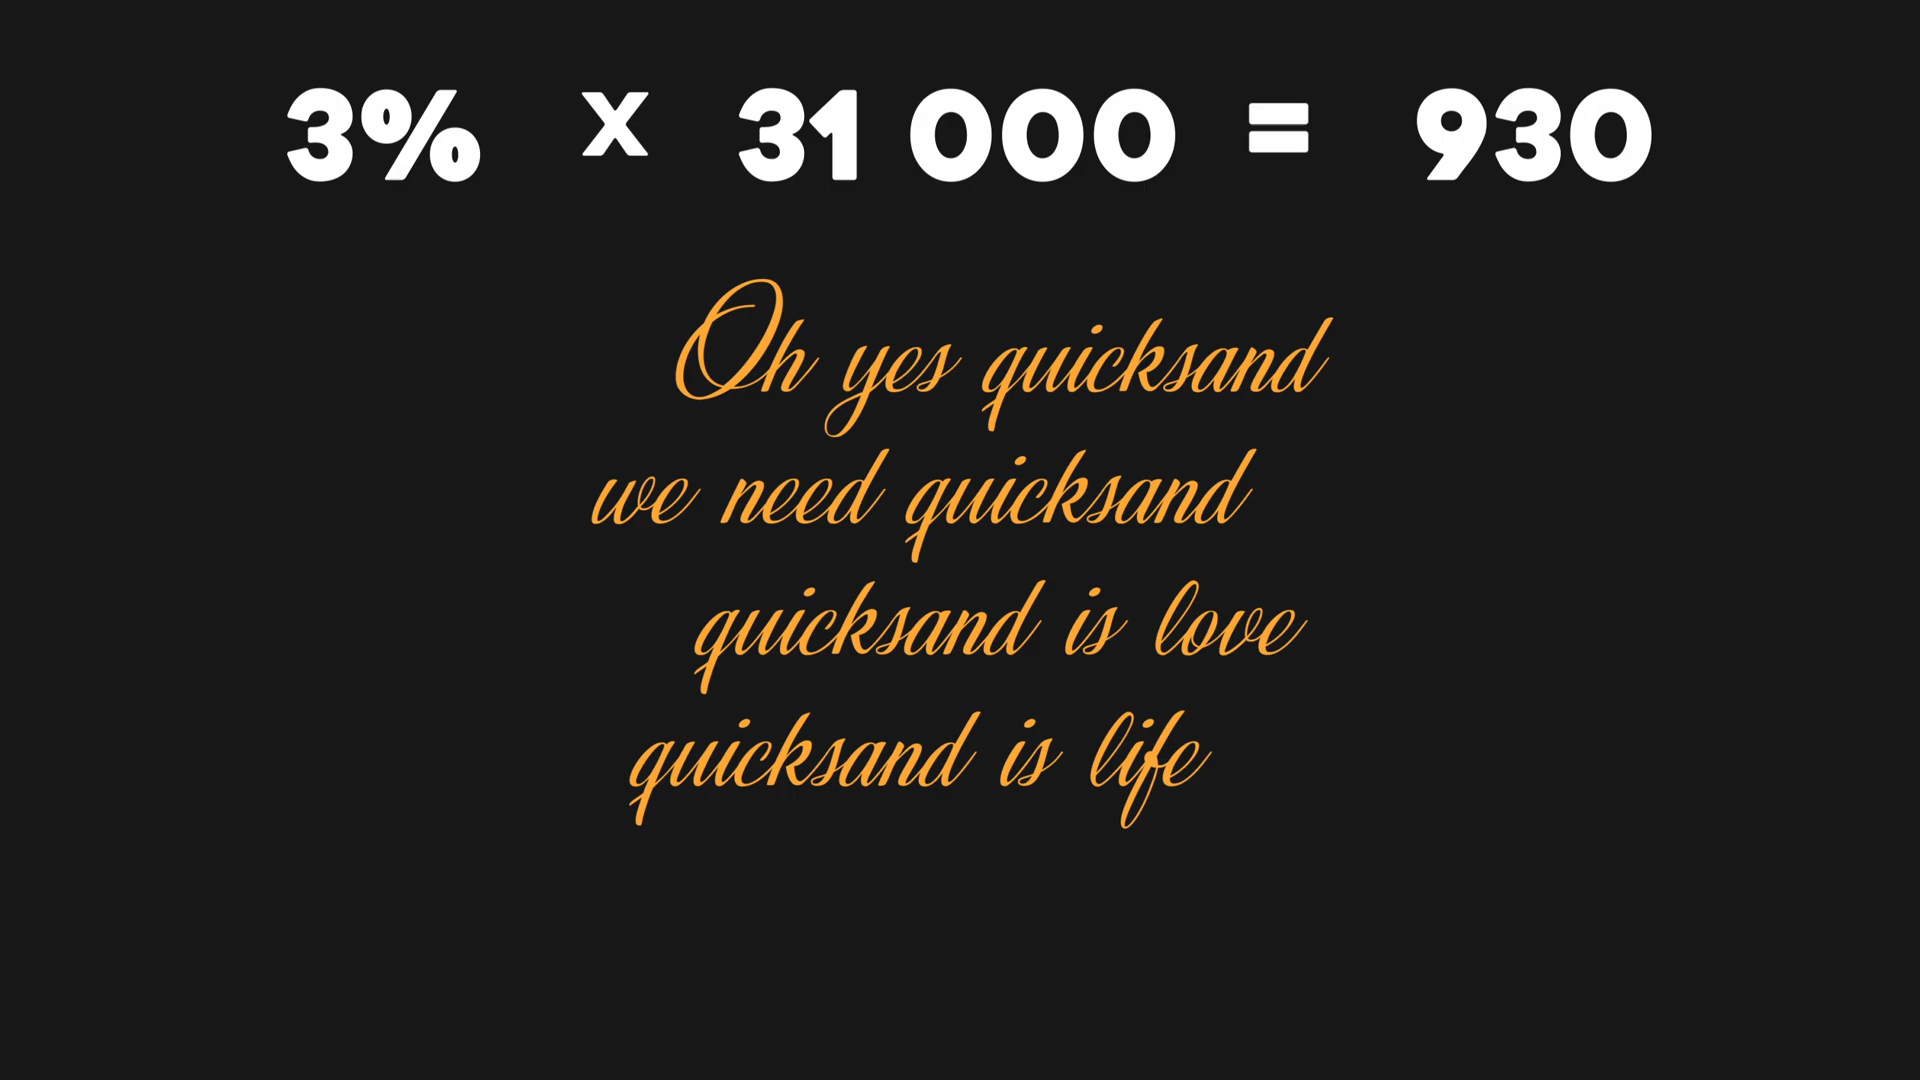 3% x 31 000 = 930
Oh yes quicksand
we need quicksand
quicksand is love
quicksand is life